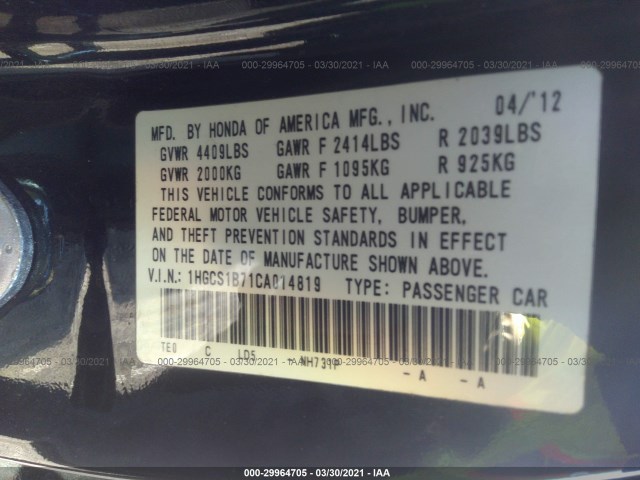 000-29964705 - 03/30/2021 - IAA
04/'12
MFD. BY HONDA OF AMERICA MFG., INC.
GVWR 4409LBS GAWR F 2414LBS R 2039LBS
GVWR 2000KG GAWR F 1095KG R 925KG
THIS VEHICLE CONFORMS TO ALL APPLICABLE
FEDERAL MOTOR VEHICLE SAFETY, BUMPER,
AND THEFT PREVENTION STANDARDS IN EFFECT
ON THE DATE OF MANUFACTURE SHOWN ABOVE.
V.I.N.: 1HGCS1B71CA014819 TYPE: PASSENGER CAR
TE0 C LD5 - NH731P - A - A
000-29964705 - 03/30/2021 - IAA